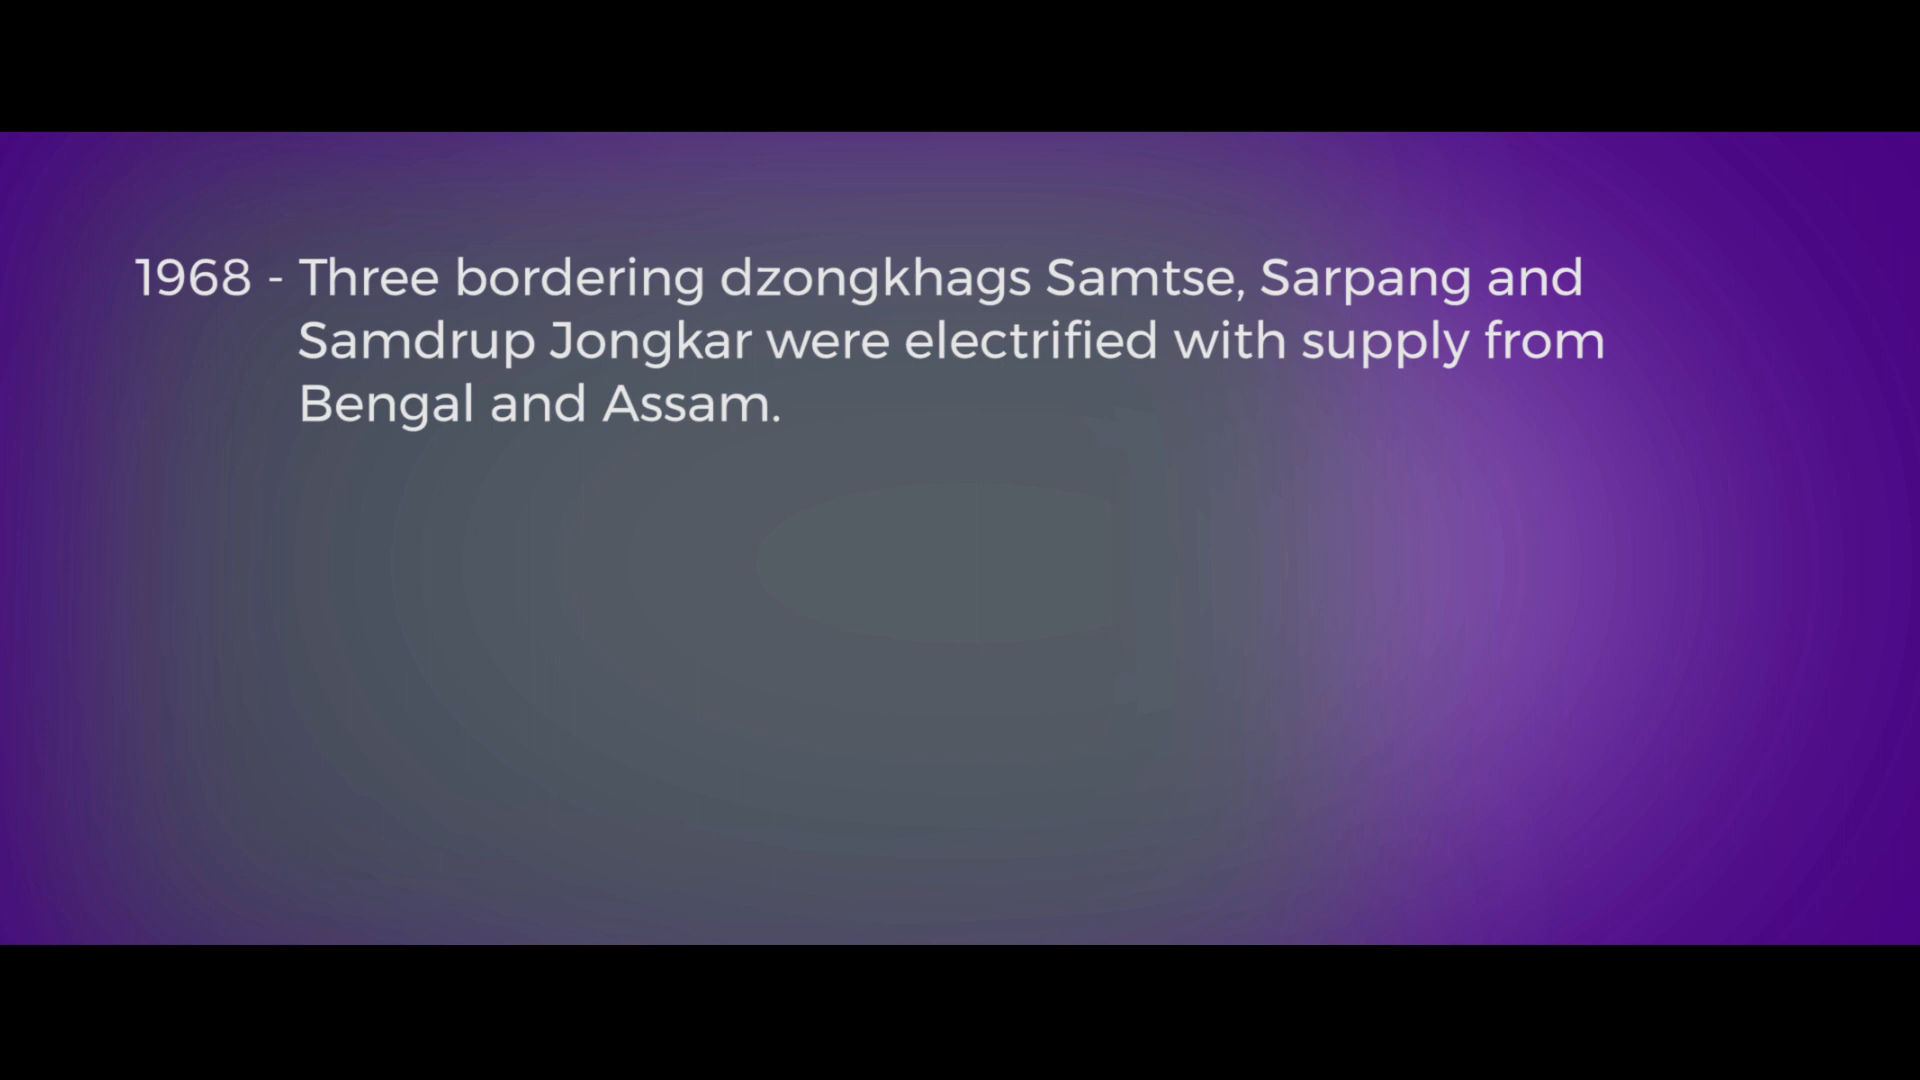 1968 - Three bordering dzongkhags Samtse, Sarpang and
Samdrup Jongkar were electrified with supply from
Bengal and Assam.